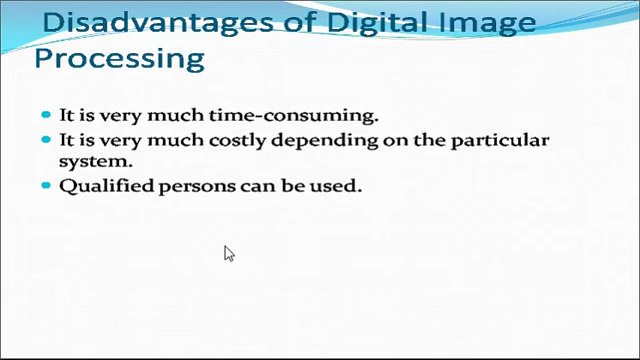 Disadvantages of Digital Image
Processing
It is very much time-consuming.
It is very much costly depending on the particular
system.
Qualified persons can be used.